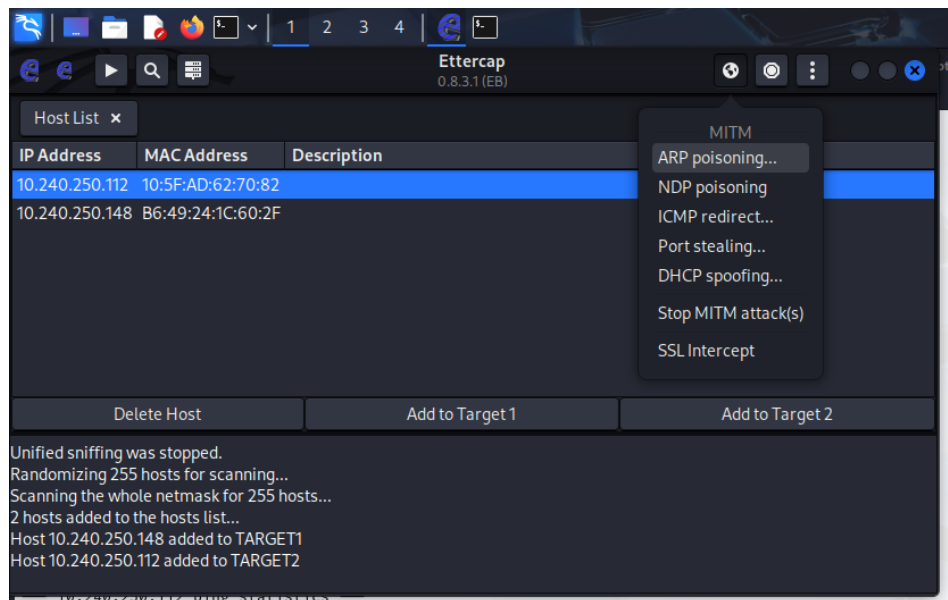 1 2 3 4
Ettercap
0.8.3.1 (EB)
Host List ×
MITM
ARP poisoning...
NDP poisoning
ICMP redirect...
Port stealing...
DHCP spoofing...
Stop MITM attack(s)
SSL Intercept
IP Address MAC Address Description
10.240.250.112 10:5F:AD:62:70:82
10.240.250.148 B6:49:24:1C:60:2F
Delete Host Add to Target 1 Add to Target 2
Unified sniffing was stopped.
Randomizing 255 hosts for scanning...
Scanning the whole netmask for 255 hosts...
2 hosts added to the hosts list...
Host 10.240.250.148 added to TARGET1
Host 10.240.250.112 added to TARGET2